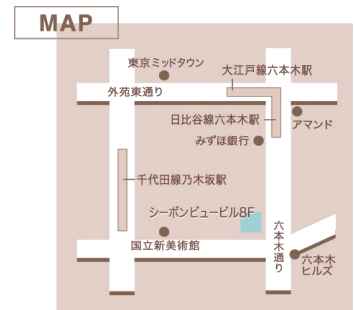 MAP
東京ミッドタウン
大江戸線六本木駅
外苑東通り
日比谷線六本木駅
アマンド
みずほ銀行
千代田線乃木坂駅
シーボンビュービル8F
国立新美術館
六本木通り
六本木
ヒルズ